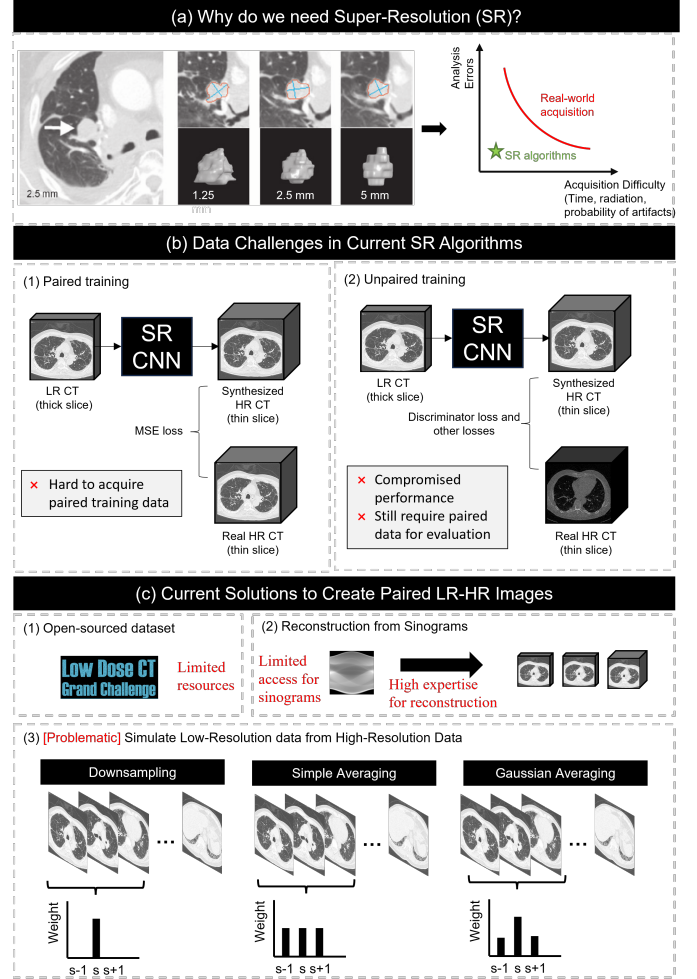 (a) Why do we need Super-Resolution (SR)?
2.5 mm
1.25
2.5 mm
5 mm
Analysis
Errors
Real-world
acquisition
SR algorithms
Acquisition Difficulty
(Time, radiation,
probability of artifacts)
(b) Data Challenges in Current SR Algorithms
(1) Paired training
SR
CNN
LR CT
(thick slice)
Synthesized
HR CT
(thin slice)
MSE loss
× Hard to acquire
paired training data
Real HR CT
(thin slice)
(2) Unpaired training
SR
CNN
LR CT
(thick slice)
Synthesized
HR CT
(thin slice)
Discriminator loss and
other losses
× Compromised
performance
× Still require paired
data for evaluation
Real HR CT
(thin slice)
(c) Current Solutions to Create Paired LR-HR Images
(1) Open-sourced dataset
Low Dose CT
Grand Challenge
Limited
resources
(2) Reconstruction from Sinograms
Limited
access for
sinograms
High expertise
for reconstruction
(3) [Problematic] Simulate Low-Resolution data from High-Resolution Data
Downsampling
...
Weight
s-1 s s+1
Simple Averaging
...
Weight
s-1 s s+1
Gaussian Averaging
...
Weight
s-1 s s+1